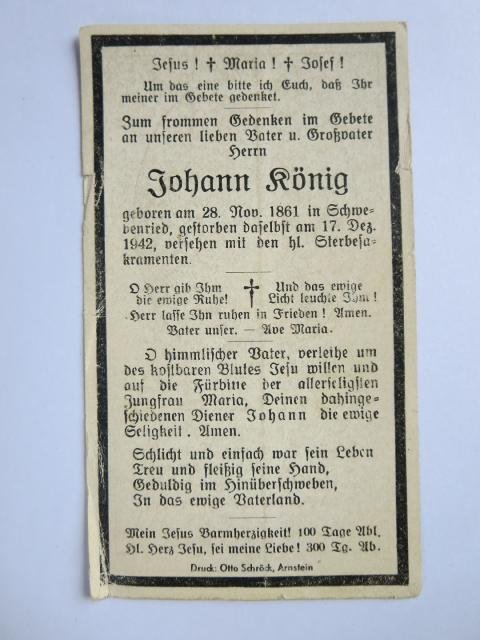 Jesus ! ✝ Maria ! ✝ Josef !
Um das eine bitte ich Euch, daß Ihr
meiner im Gebete gedenket.
Zum frommen Gedenken im Gebete
an unseren lieben Vater u. Großvater
Herrn
Johann König
geboren am 28. Nov. 1861 in Schwe-
benried, gestorben daselbst am 17. Dez.
1942, versehen mit den hl. Sterbesa-
kramenten.
O Herr gib Ihm ✝ Und das ewige
die ewige Ruhe! Licht leuchte Ihm !
Herr lasse Ihn ruhen in Frieden ! Amen.
Vater unser. — Ave Maria.
O himmlischer Vater, verleihe um
des kostbaren Blutes Jesu willen und
auf die Fürbitte der allerseligsten
Jungfrau Maria, Deinen dahinge-
schiedenen Diener Johann die ewige
Seligkeit. Amen.
Schlicht und einfach war sein Leben
Treu und fleißig seine Hand,
Geduldig im Hinüberschweben,
In das ewige Vaterland.
Mein Jesus Barmherzigkeit! 100 Tage Abl.
Hl. Herz Jesu, sei meine Liebe! 300 Tg. Ab.
Druck: Otto Schröck, Arnstein